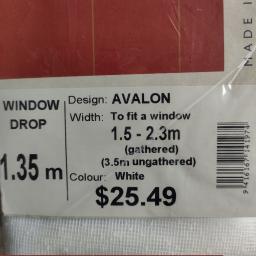 MADE I
WINDOW
DROP
1.35 m
Design: AVALON
Width: To fit a window
1.5 - 2.3m
(gathered)
(3.5m ungathered)
Colour: White
$25.49